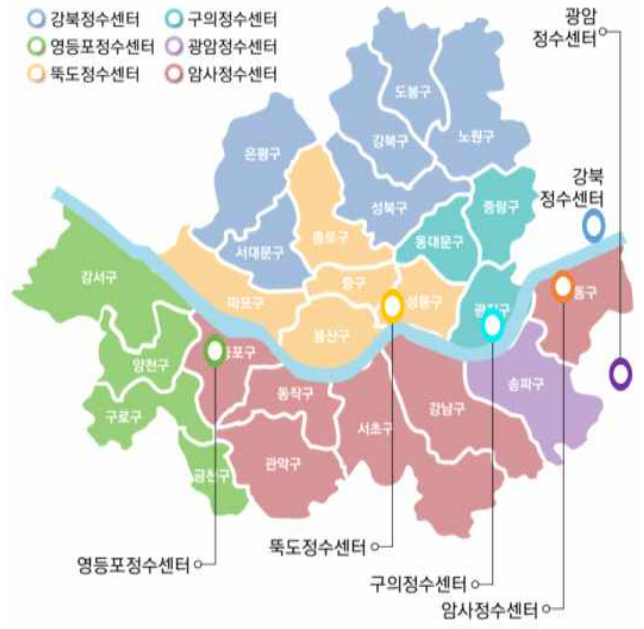 강북정수센터
구의정수센터
영등포정수센터
광암정수센터
뚝도정수센터
암사정수센터
광암
정수센터
도봉구
강북구
노원구
은평구
강북
정수센터
중랑구
성북구
종로구
동대문구
서대문구
강서구
중구
마포구
성동구
동구
용산구
양천구
송파구
동작구
구로구
강남구
서초구
관악구
금천구
뚝도정수센터
영등포정수센터
구의정수센터
암사정수센터